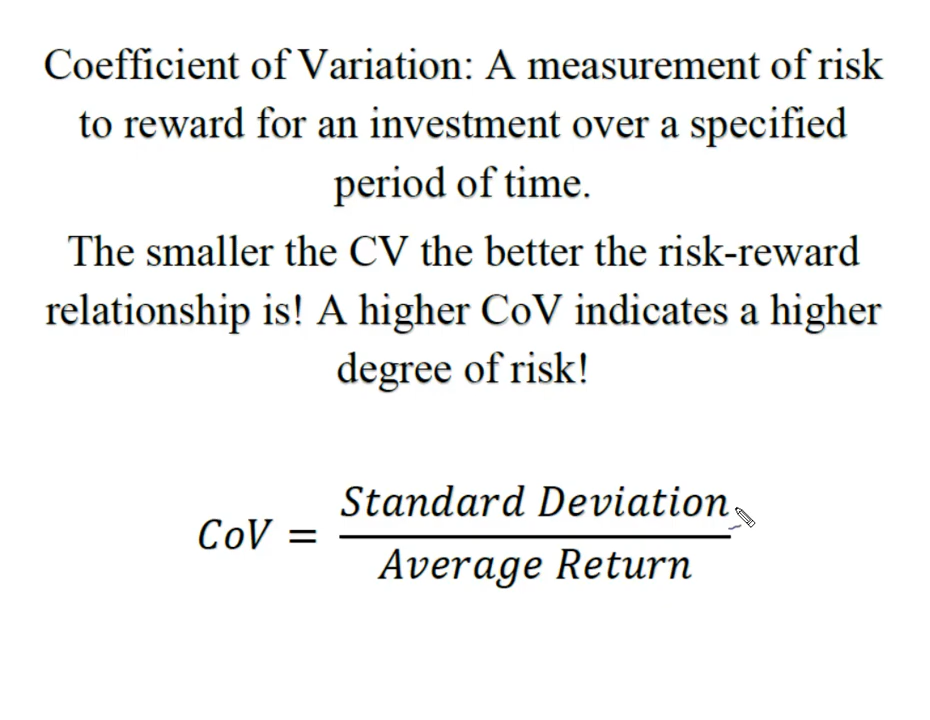 Coefficient of Variation: A measurement of risk
to reward for an investment over a specified
period of time.
The smaller the CV the better the risk-reward
relationship is! A higher CoV indicates a higher
degree of risk!
CoV = Standard Deviation
Average Return